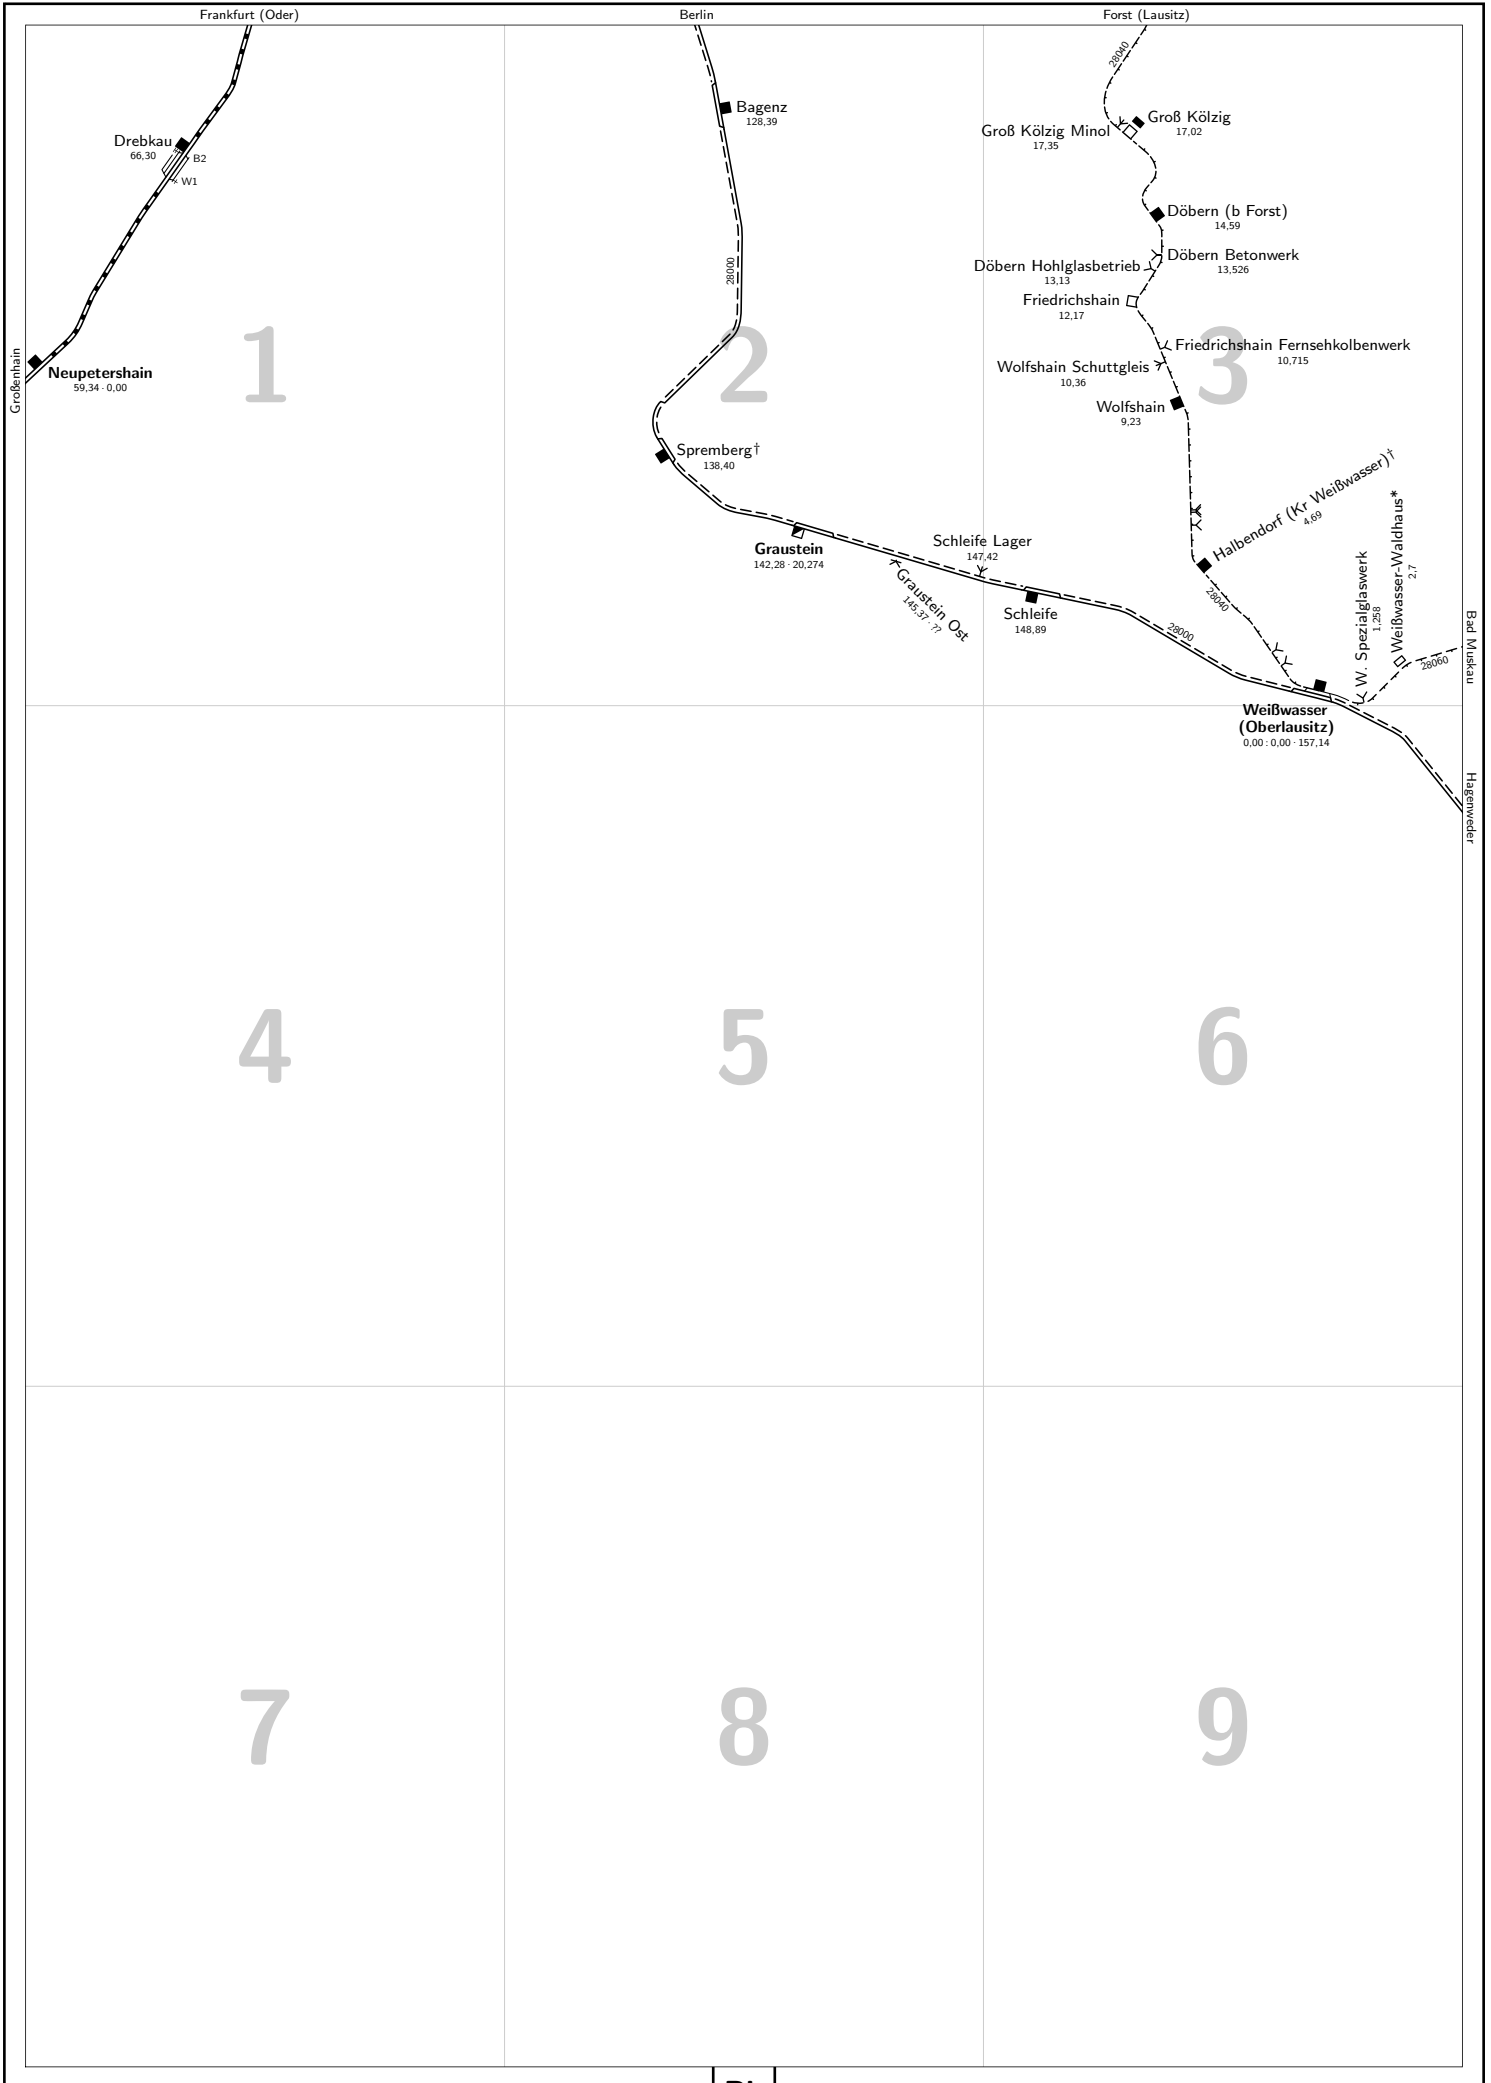 Frankfurt (Oder)
Berlin
Forst (Lausitz)
28040
Bagenz
128,39
Groß Kölzig
17,02
Groß Kölzig Minol
17,35
Drebkau
66,30
B2
W1
Döbern (b Forst)
14,59
Döbern Betonwerk
13,526
Döbern Hohlglasbetrieb
13,13
28000
Friedrichshain
12,17
1
2
3
Friedrichshain Fernsehkolbenwerk
10,715
Wolfshain Schuttgleis
10,36
Großenhain
Neupetershain
59,34 · 0,00
Wolfshain
9,23
Spremberg†
138,40
Halbendorf (Kr Weißwasser)†
4,69
Weißwasser-Waldhaus*
2,7
Graustein
142,28 · 20,274
Schleife Lager
147,42
Graustein Ost
145,37 · ??
W. Spezialglaswerk
1,258
28040
Schleife
148,89
28000
28060
Bad Muskau
Weißwasser
(Oberlausitz)
0,00 : 0,00 · 157,14
Hagenweder
4
5
6
7
8
9